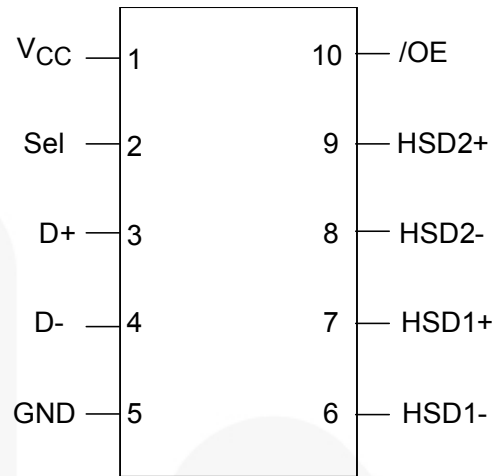 VCC 1 10 /OE
Sel 2 9 HSD2+
D+ 3 8 HSD2-
D- 4 7 HSD1+
GND 5 6 HSD1-